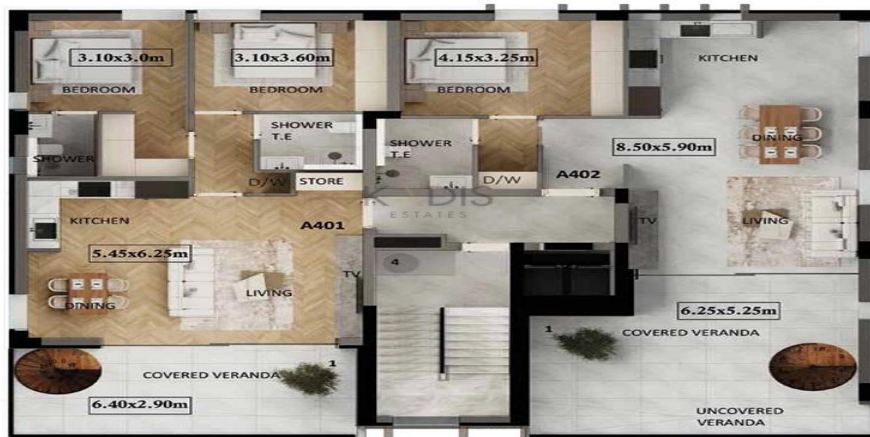 3.10x3.0m
BEDROOM
3.10x3.60m
BEDROOM
4.15x3.25m
BEDROOM
KITCHEN
DINING
8.50x5.90m
SHOWER
SHOWER
T.E
SHOWER
T.E
D/W
STORE
D/W
A402
ESTATES
KITCHEN
A401
5.45x6.25m
TV
LIVING
DINING
LIVING
TV
4
6.25x5.25m
1
COVERED VERANDA
COVERED VERANDA
1
6.40x2.90m
UNCOVERED
VERANDA